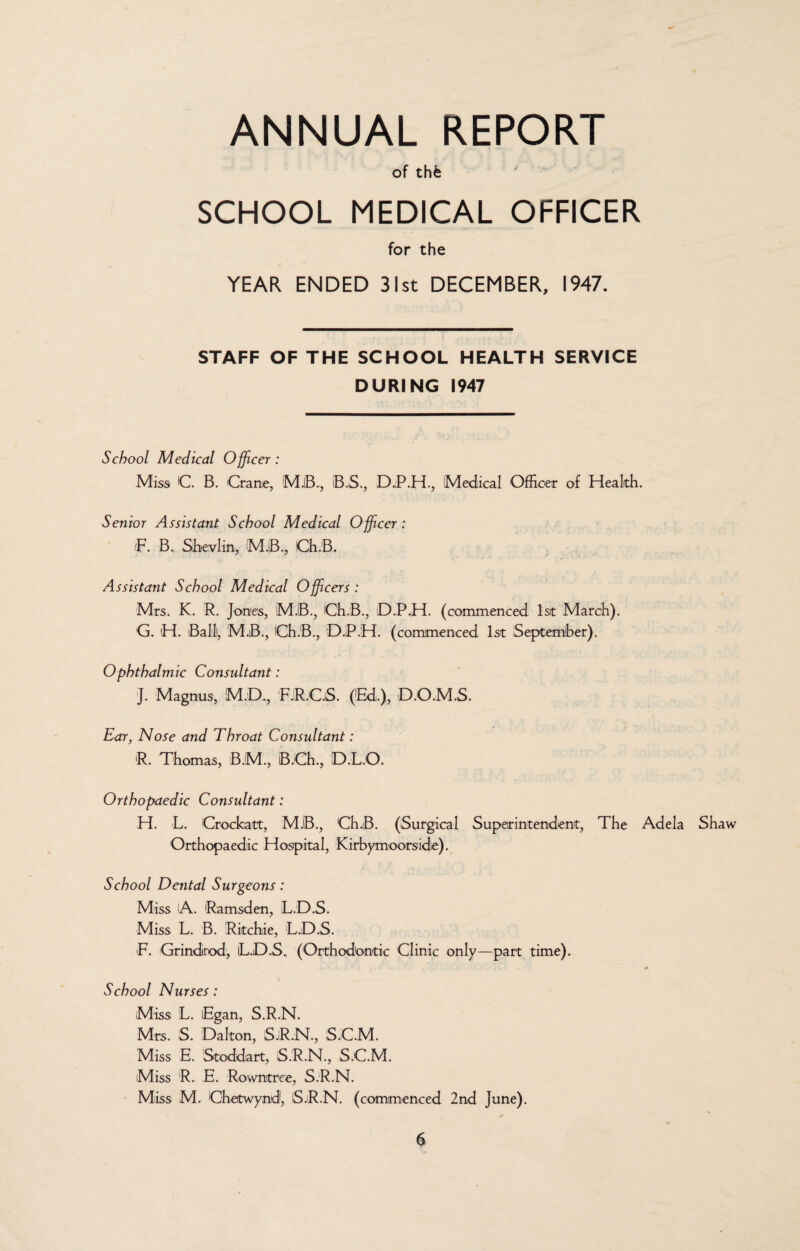 ANNUAL REPORT
of the
SCHOOL MEDICAL OFFICER
for the
YEAR ENDED 31st DECEMBER, 1947.
STAFF OF THE SCHOOL HEALTH SERVICE
DURING 1947
School Medical Officer :
Miss C. B. Crane, M.B., B.S., D.P.H., Medical Officer of Health.
Senior Assistant School Medical Officer :
F. B. Shevlin, M.B., Ch.B.
Assistant School Medical Officers :
Mrs. K. R. Jones, M.B., Ch.B., D.P.H. (commenced 1st March).
G. H. Ball, M.B., Ch.B., D.P.H. (commenced 1st September).
Ophthalmic Consultant :
J. Magnus, M.D., F.R.C.S. (Ed.), D.O.M.S.
Ear, Nose and Throat Consultant :
R. Thomas, B.M., B.Ch., D.L.O.
Orthopaedic Consultant :
H. L. Crockatt, M.B., Ch.B. (Surgical Superintendent, The Adela Shaw
Orthopaedic Hospital, Kirbymoorside).
School Dental Surgeons :
Miss A. Ramsden, L.D.S.
Miss L. B. Ritchie, L.D.S.
F. Grindrod, L.D.S. (Orthodontic Clinic only—part time).
School Nurses :
Miss L. Egan, S.R.N.
Mrs. S. Dalton, S.R.N., S.C.M.
Miss E. Stoddart, S.R.N., S.C.M.
Miss R. E. Rowntree, S.R.N.
Miss M. Chetwynd, S.R.N. (commenced 2nd June).
6